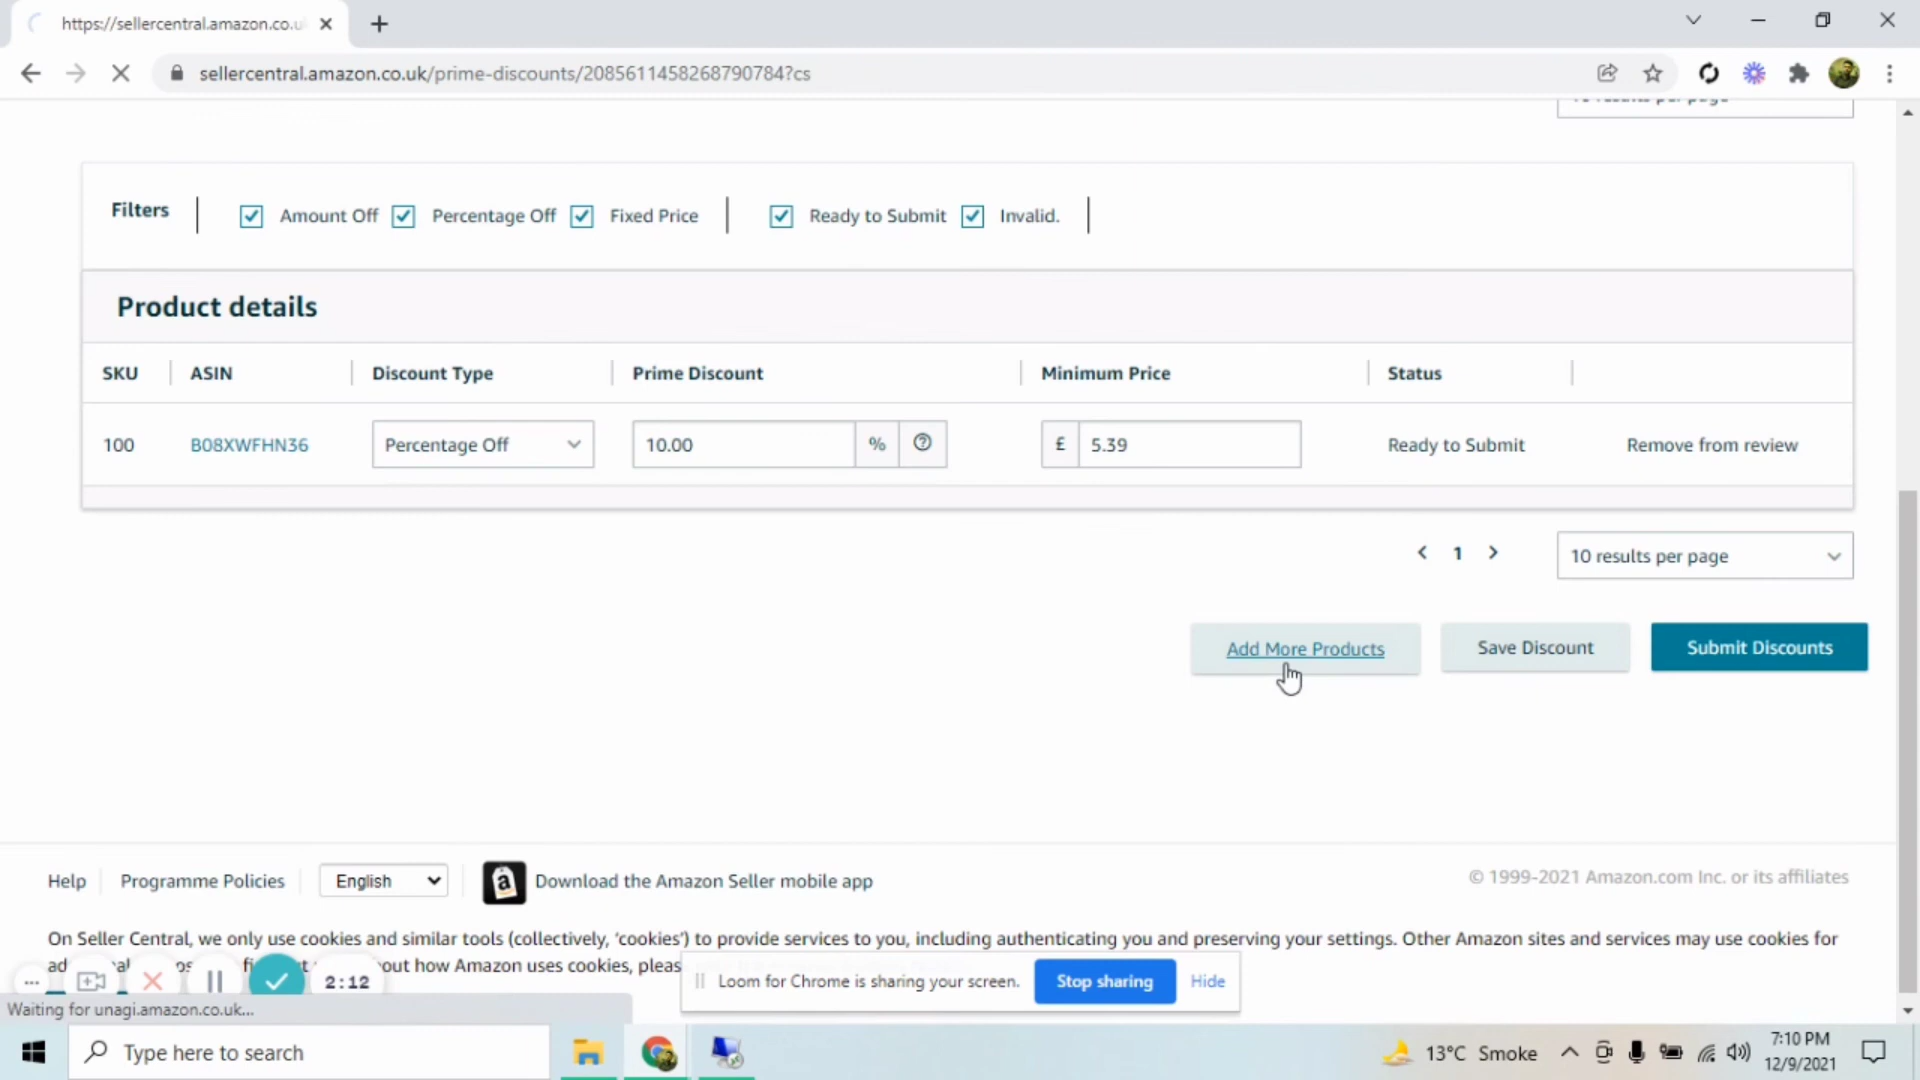 https://sellercentral.amazon.co.u
sellercentral.amazon.co.uk/prime-discounts/2085611458268790784?cs
10 results per page
Filters
Amount Off Percentage Off Fixed Price Ready to Submit Invalid.
Product details
SKU ASIN Discount Type Prime Discount Minimum Price Status
100 B08XWFHN36 Percentage Off 10.00 % £ 5.39 Ready to Submit Remove from review
1 10 results per page
Add More Products Save Discount Submit Discounts
Help Programme Policies English Download the Amazon Seller mobile app © 1999-2021 Amazon.com Inc. or its affiliates
On Seller Central, we only use cookies and similar tools (collectively, 'cookies') to provide services to you, including authenticating you and preserving your settings. Other Amazon sites and services may use cookies for
out how Amazon uses cookies, pleas
2:12
Loom for Chrome is sharing your screen. Stop sharing Hide
Waiting for unagi.amazon.co.uk...
Type here to search 13°C Smoke 7:10 PM
12/9/2021